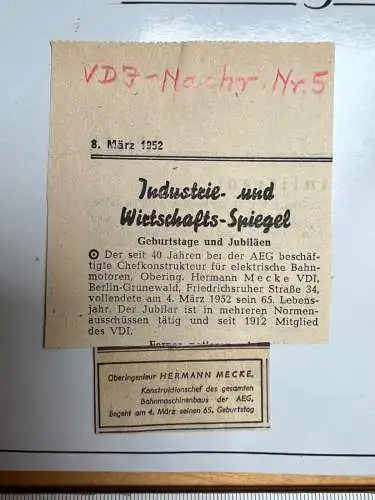 VDI-Nachr. Nr. 5
8. März 1952
Industrie- und
Wirtschafts-Spiegel
Geburtstage und Jubiläen
Der seit 40 Jahren bei der AEG beschäf-
tigte Chefkonstrukteur für elektrische Bahn-
motoren, Obering. Hermann Mecke VDI,
Berlin-Grunewald, Friedrichsruher Straße 34,
vollendete am 4. März 1952 sein 65. Lebens-
jahr. Der Jubilar ist in mehreren Normen-
ausschüssen tätig und seit 1912 Mitglied
des VDI.
Oberingenieur HERMANN MECKE,
Konstruktionschef des gesamten
Bahnmaschinenbaus der AEG,
begeht am 4. März seinen 65. Geburtstag